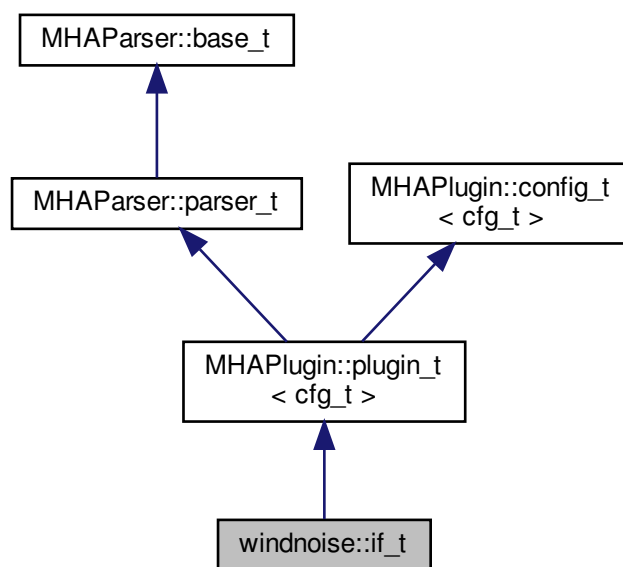 MHAParser::base_t
MHAParser::parser_t
MHAPlugin::config_t
< cfg_t >
MHAPlugin::plugin_t
< cfg_t >
windnoise::if_t